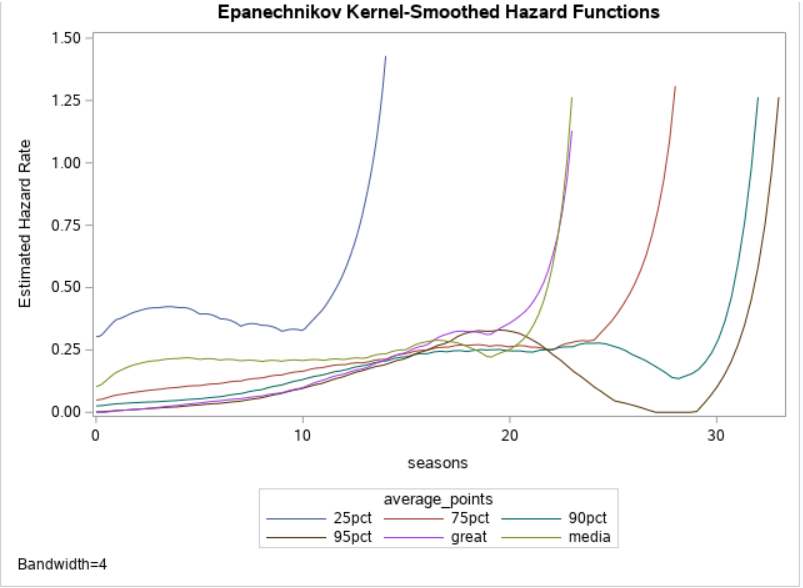 Epanechnikov Kernel-Smoothed Hazard Functions
1.50
1.25
1.00
0.75
0.50
0.25
0.00
Estimated Hazard Rate
0 10 20 30
seasons
average_points
25pct 75pct 90pct
95pct great media
Bandwidth=4